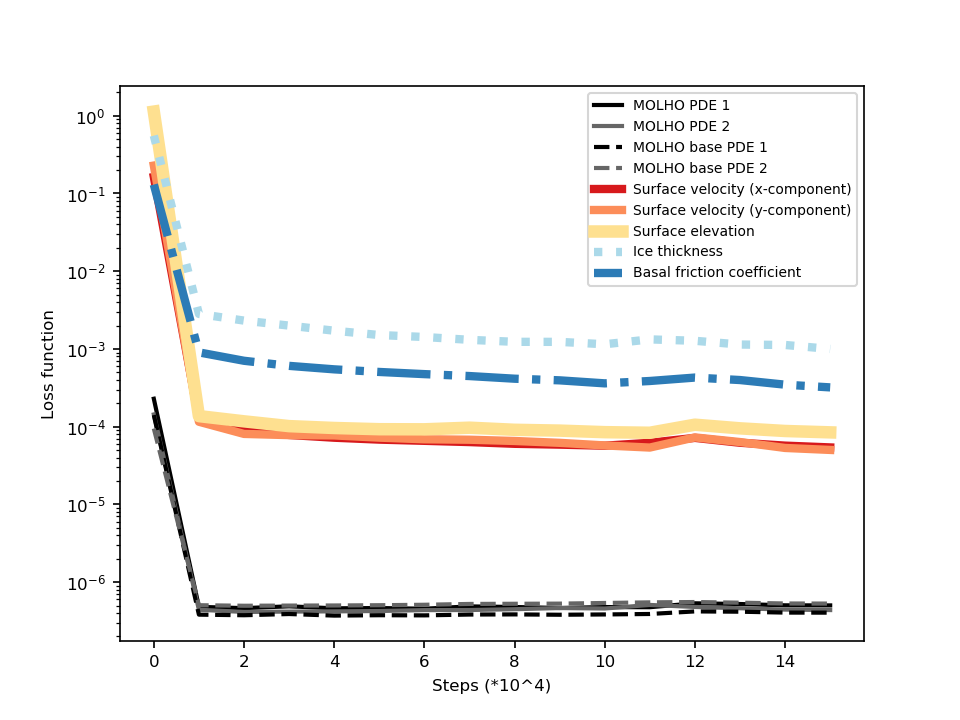 10^0
10^-1
10^-2
10^-3
10^-4
10^-5
10^-6
Loss function
MOLHO PDE 1
MOLHO PDE 2
MOLHO base PDE 1
MOLHO base PDE 2
Surface velocity (x-component)
Surface velocity (y-component)
Surface elevation
Ice thickness
Basal friction coefficient
0 2 4 6 8 10 12 14
Steps (*10^4)